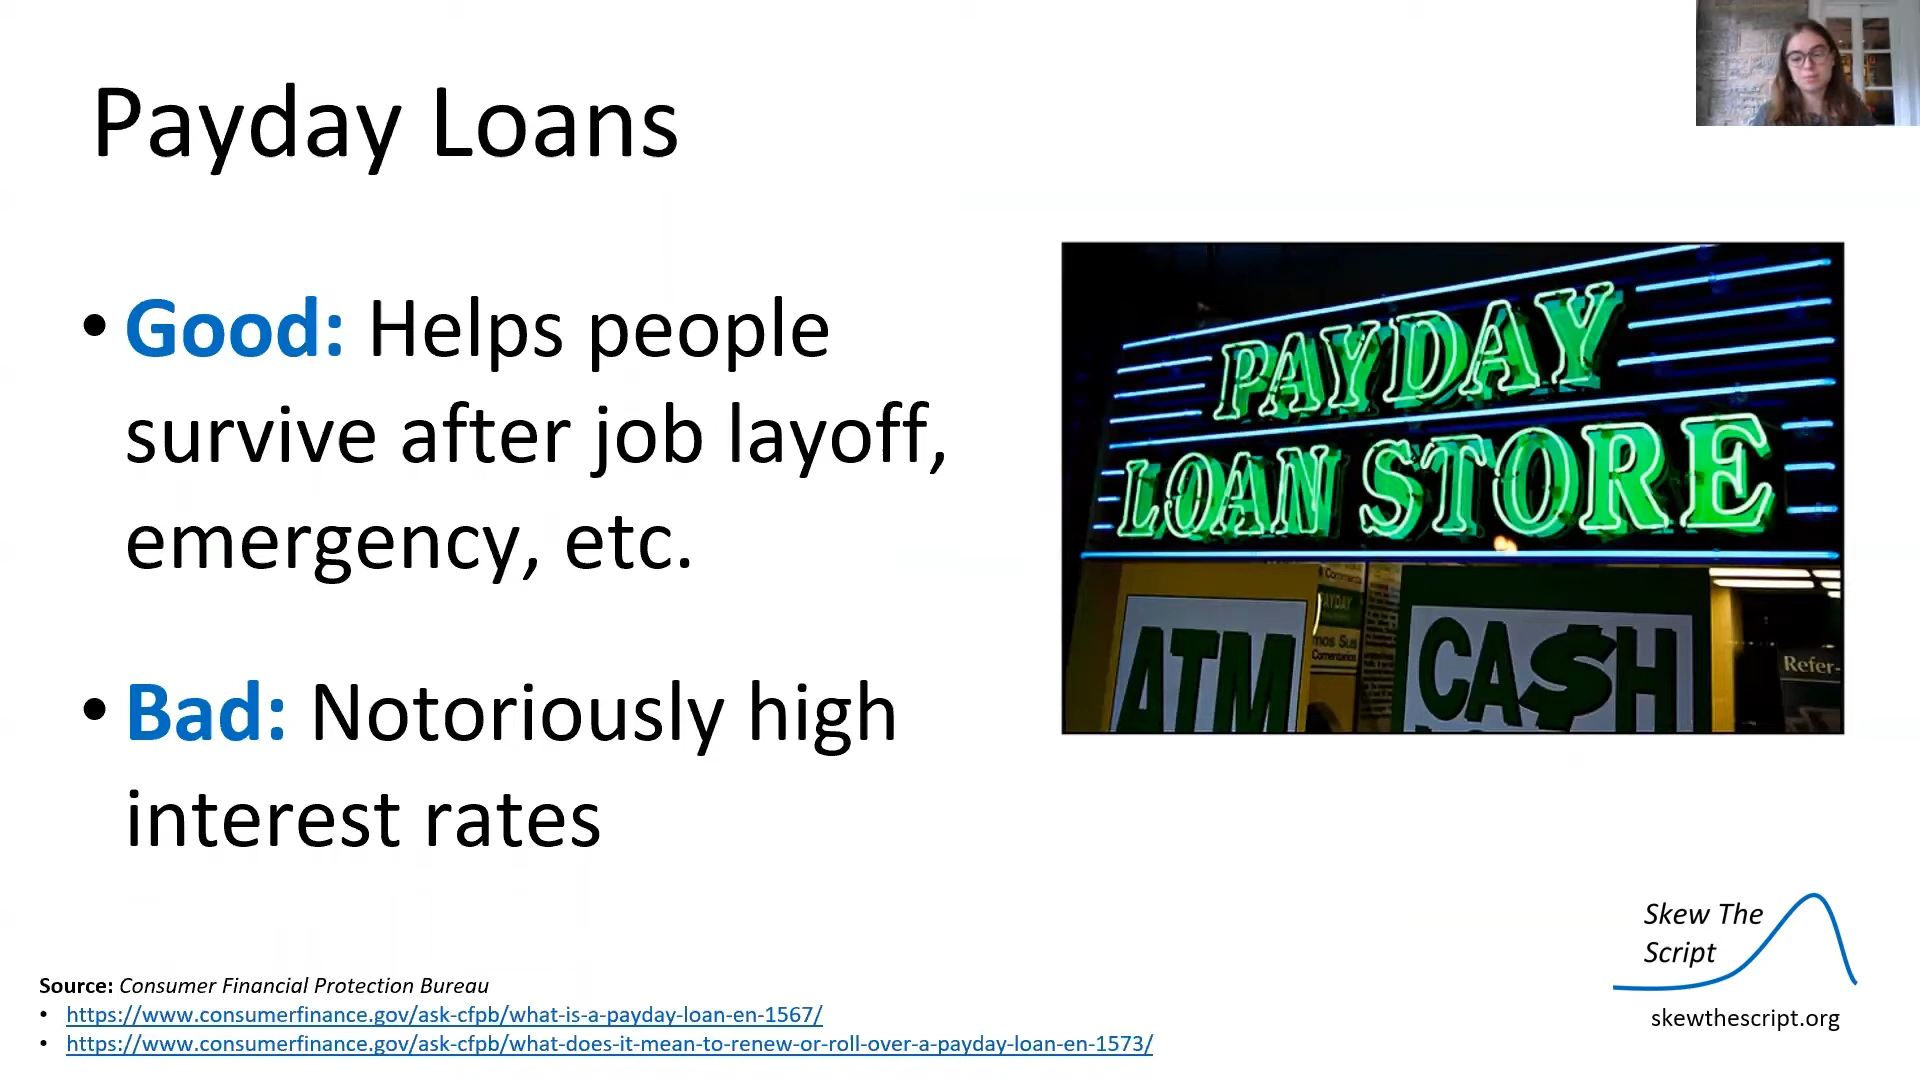 Payday Loans
• Good: Helps people
survive after job layoff,
emergency, etc.
• Bad: Notoriously high
interest rates
PAYDAY
LOAN STORE
Comentarios
ATM
CA$H
Refer-
Skew The
Script
skewthescript.org
Source: Consumer Financial Protection Bureau
• https://www.consumerfinance.gov/ask-cfpb/what-is-a-payday-loan-en-1567/
• https://www.consumerfinance.gov/ask-cfpb/what-does-it-mean-to-renew-or-roll-over-a-payday-loan-en-1573/